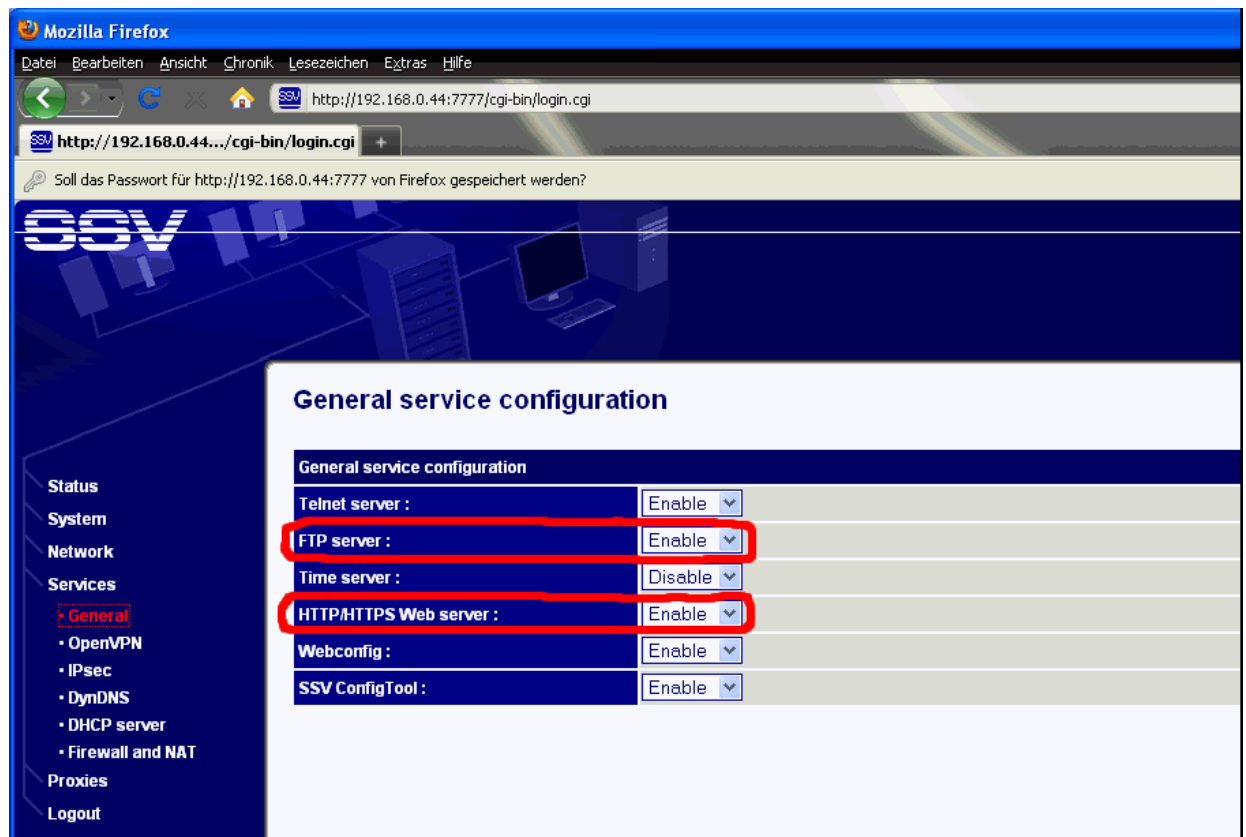 Mozilla Firefox
Datei Bearbeiten Ansicht Chronik Lesezeichen Extras Hilfe
SSV http://192.168.0.44:7777/cgi-bin/login.cgi
SSV http://192.168.0.44.../cgi-bin/login.cgi +
Soll das Passwort für http://192.168.0.44:7777 von Firefox gespeichert werden?
SSV
General service configuration
General service configuration
Telnet server : Enable
FTP server : Enable
Time server : Disable
HTTP/HTTPS Web server : Enable
Webconfig : Enable
SSV ConfigTool : Enable
Status
System
Network
Services
• General
• OpenVPN
• IPsec
• DynDNS
• DHCP server
• Firewall and NAT
Proxies
Logout